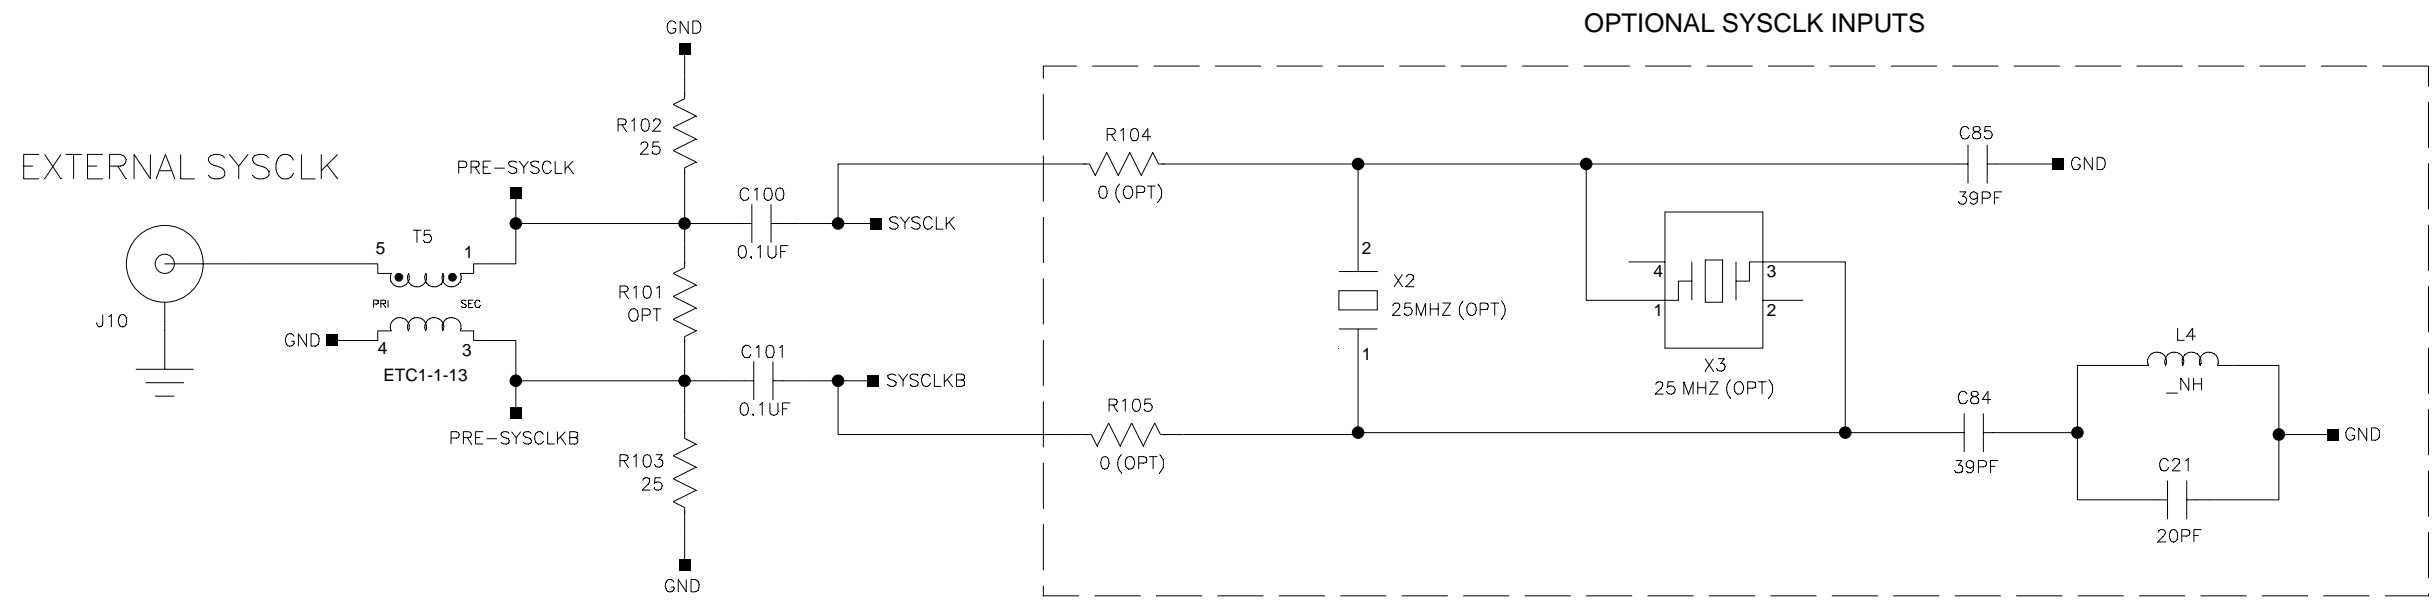 OPTIONAL SYSCLK INPUTS
EXTERNAL SYSCLK
J10
T5
5
1
PRI
SEC
4
3
ETC1-1-13
GND
PRE-SYSCLK
PRE-SYSCLKB
GND
R102
25
R101
OPT
R103
25
GND
C100
0.1UF
SYSCLK
C101
0.1UF
SYSCLKB
R104
0 (OPT)
R105
0 (OPT)
2
X2
25MHZ (OPT)
1
4
3
1
2
X3
25 MHZ (OPT)
C85
39PF
GND
C84
39PF
L4
_NH
C21
20PF
GND